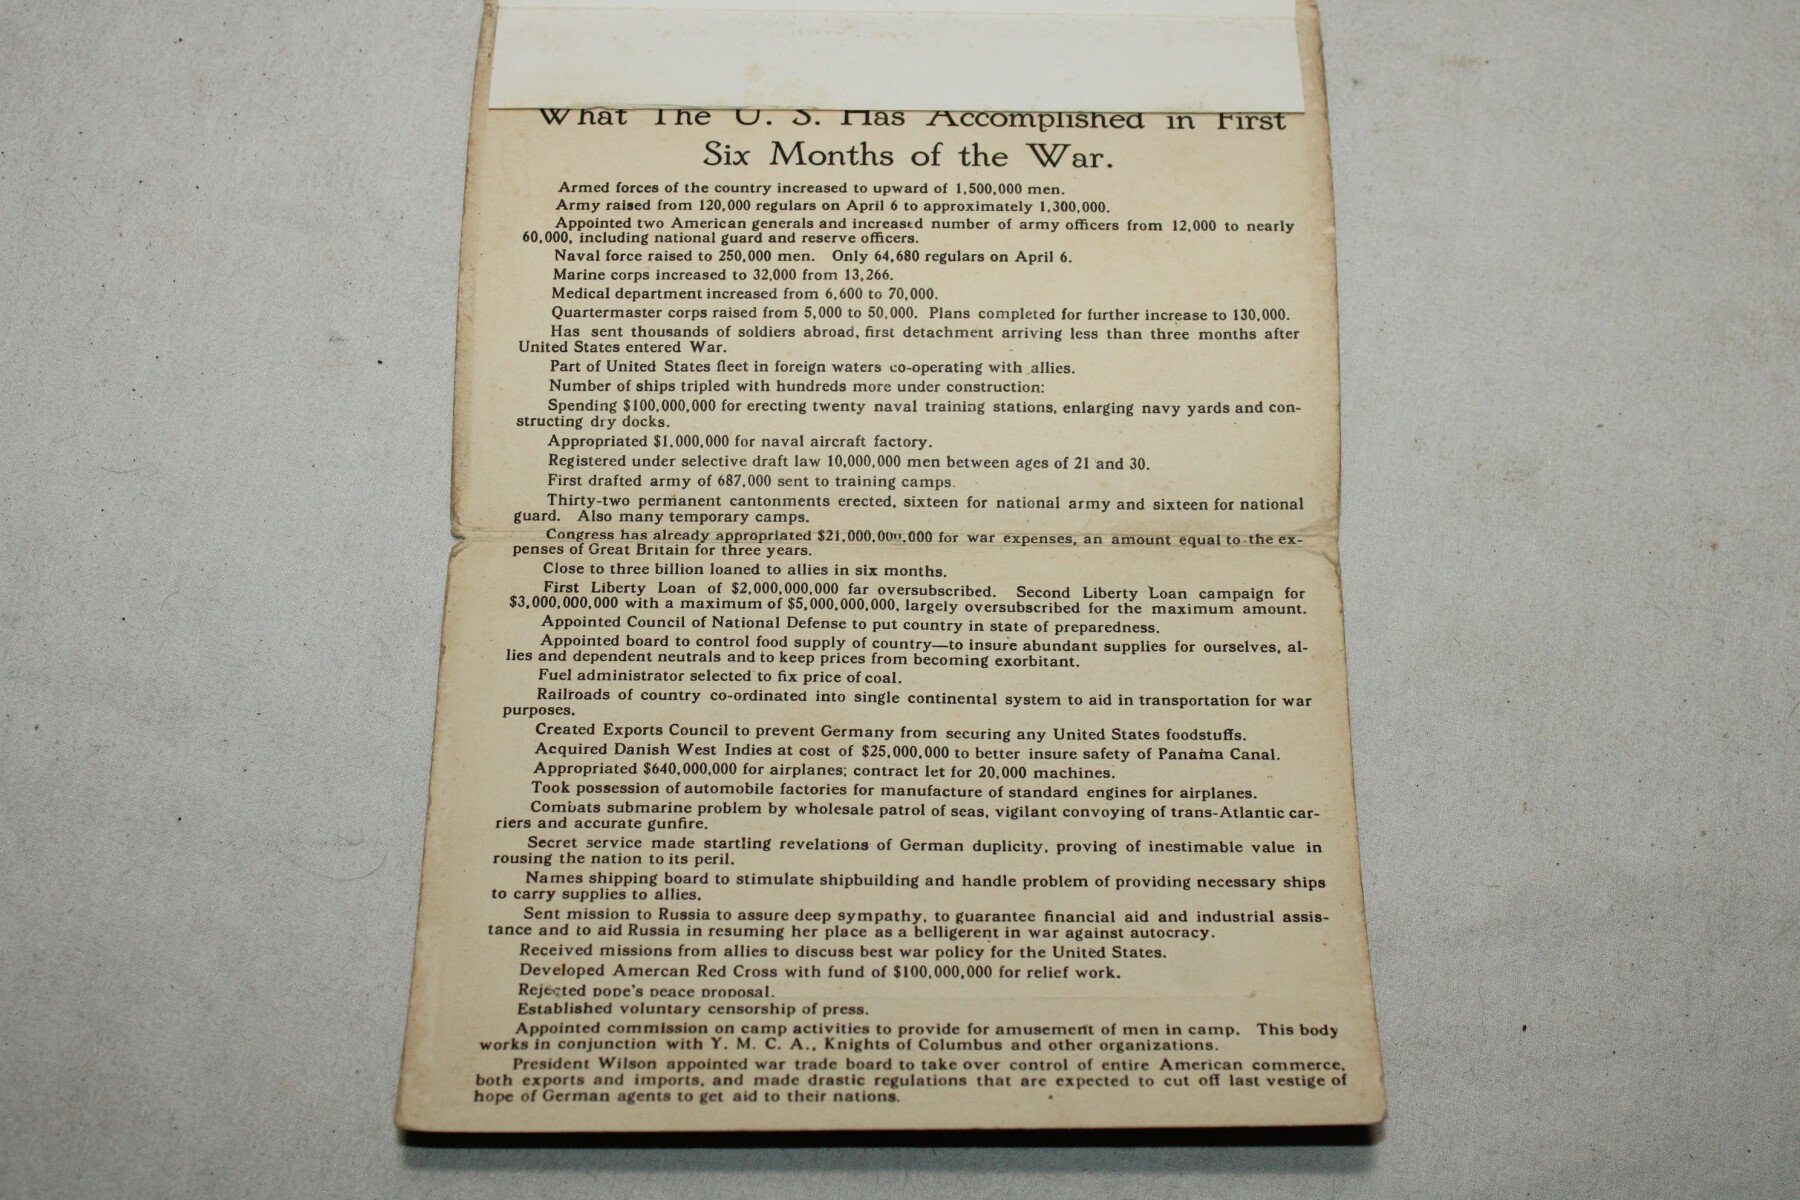 What The U. S. Has Accomplished in First
Six Months of the War.
Armed forces of the country increased to upward of 1,500,000 men.
Army raised from 120,000 regulars on April 6 to approximately 1,300,000.
Appointed two American generals and increased number of army officers from 12,000 to nearly
60,000, including national guard and reserve officers.
Naval force raised to 250,000 men. Only 64,680 regulars on April 6.
Marine corps increased to 32,000 from 13,266.
Medical department increased from 6,600 to 70,000.
Quartermaster corps raised from 5,000 to 50,000. Plans completed for further increase to 130,000.
Has sent thousands of soldiers abroad, first detachment arriving less than three months after
United States entered War.
Part of United States fleet in foreign waters co-operating with allies.
Number of ships tripled with hundreds more under construction:
Spending $100,000,000 for erecting twenty naval training stations, enlarging navy yards and con-
structing dry docks.
Appropriated $1,000,000 for naval aircraft factory.
Registered under selective draft law 10,000,000 men between ages of 21 and 30.
First drafted army of 687,000 sent to training camps.
Thirty-two permanent cantonments erected, sixteen for national army and sixteen for national
guard. Also many temporary camps.
Congress has already appropriated $21,000,000,000 for war expenses, an amount equal to the ex-
penses of Great Britain for three years.
Close to three billion loaned to allies in six months.
First Liberty Loan of $2,000,000,000 far oversubscribed. Second Liberty Loan campaign for
$3,000,000,000 with a maximum of $5,000,000,000, largely oversubscribed for the maximum amount.
Appointed Council of National Defense to put country in state of preparedness.
Appointed board to control food supply of country—to insure abundant supplies for ourselves, al-
lies and dependent neutrals and to keep prices from becoming exorbitant.
Fuel administrator selected to fix price of coal.
Railroads of country co-ordinated into single continental system to aid in transportation for war
purposes.
Created Exports Council to prevent Germany from securing any United States foodstuffs.
Acquired Danish West Indies at cost of $25,000,000 to better insure safety of Panama Canal.
Appropriated $640,000,000 for airplanes; contract let for 20,000 machines.
Took possession of automobile factories for manufacture of standard engines for airplanes.
Combats submarine problem by wholesale patrol of seas, vigilant convoying of trans-Atlantic car-
riers and accurate gunfire.
Secret service made startling revelations of German duplicity, proving of inestimable value in
rousing the nation to its peril.
Names shipping board to stimulate shipbuilding and handle problem of providing necessary ships
to carry supplies to allies.
Sent mission to Russia to assure deep sympathy, to guarantee financial aid and industrial assis-
tance and to aid Russia in resuming her place as a belligerent in war against autocracy.
Received missions from allies to discuss best war policy for the United States.
Developed Amercan Red Cross with fund of $100,000,000 for relief work.
Rejected pope's peace proposal.
Established voluntary censorship of press.
Appointed commission on camp activities to provide for amusement of men in camp. This body
works in conjunction with Y. M. C. A., Knights of Columbus and other organizations.
President Wilson appointed war trade board to take over control of entire American commerce,
both exports and imports, and made drastic regulations that are expected to cut off last vestige of
hope of German agents to get aid to their nations.